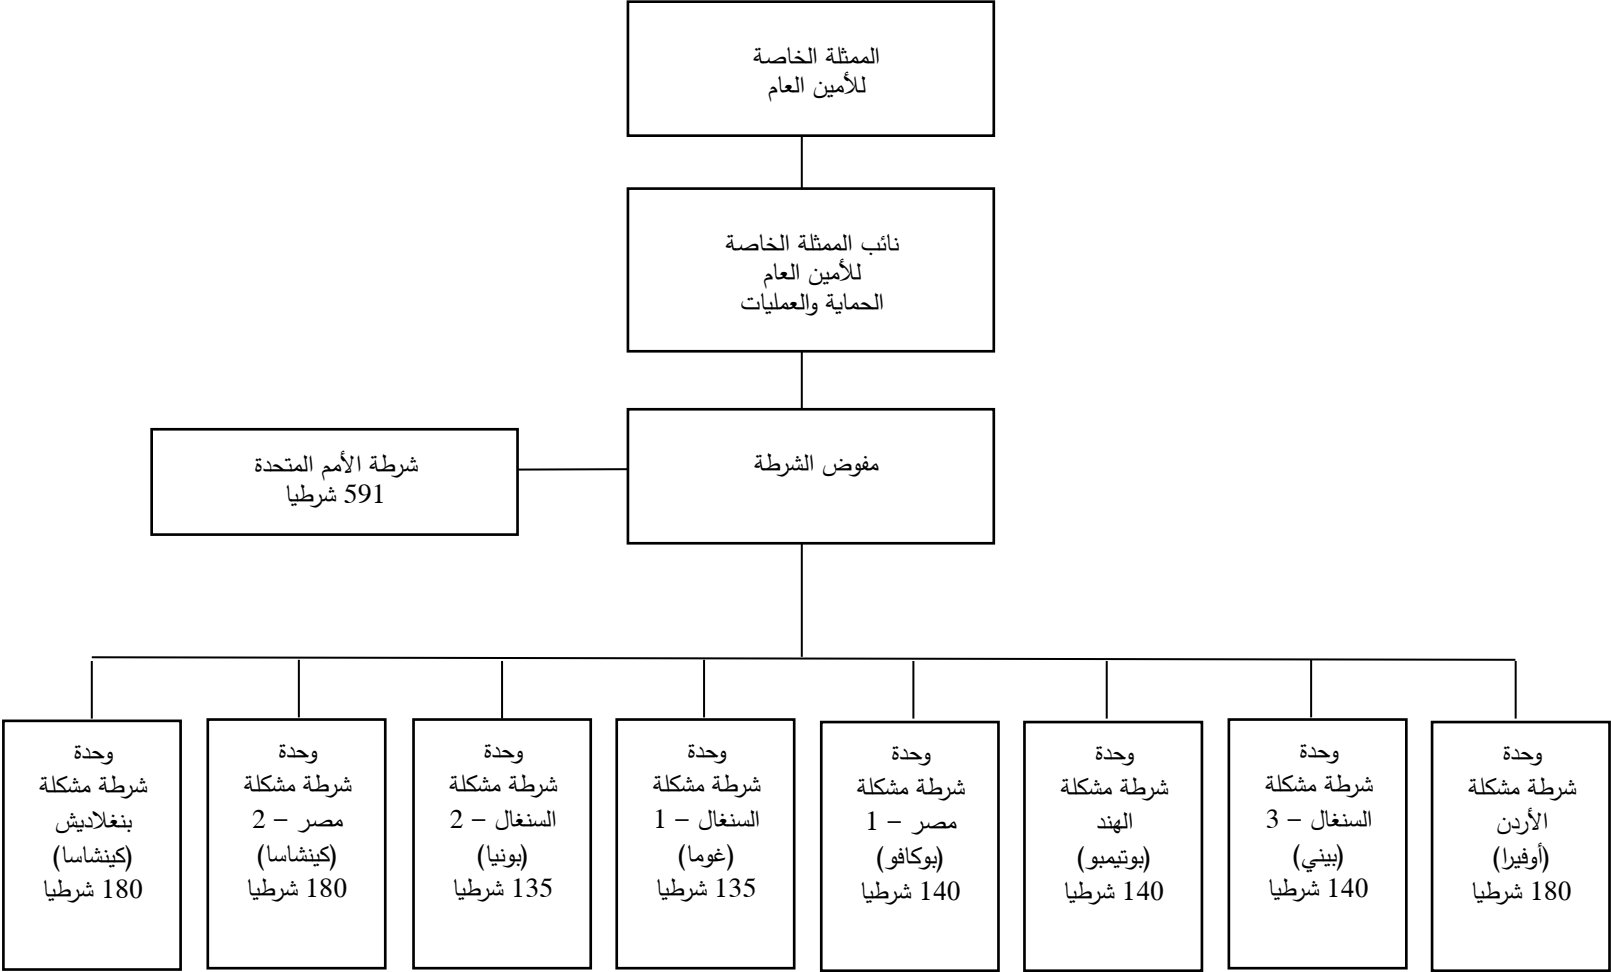 الممثلة الخاصة
للأمين العام
نائب الممثلة الخاصة
للأمين العام
الحماية والعمليات
مفوض الشرطة
شرطة الأمم المتحدة
591 شرطيا
وحدة
شرطة مشكلة
الأردن
(أوفيرا)
180 شرطيا
وحدة
شرطة مشكلة
السنغال – 3
(بيني)
140 شرطيا
وحدة
شرطة مشكلة
الهند
(بوتيمبو)
140 شرطيا
وحدة
شرطة مشكلة
مصر – 1
(بوكافو)
140 شرطيا
وحدة
شرطة مشكلة
السنغال – 1
(غوما)
135 شرطيا
وحدة
شرطة مشكلة
السنغال – 2
(بونيا)
135 شرطيا
وحدة
شرطة مشكلة
مصر – 2
(كينشاسا)
180 شرطيا
وحدة
شرطة مشكلة
بنغلاديش
(كينشاسا)
180 شرطيا